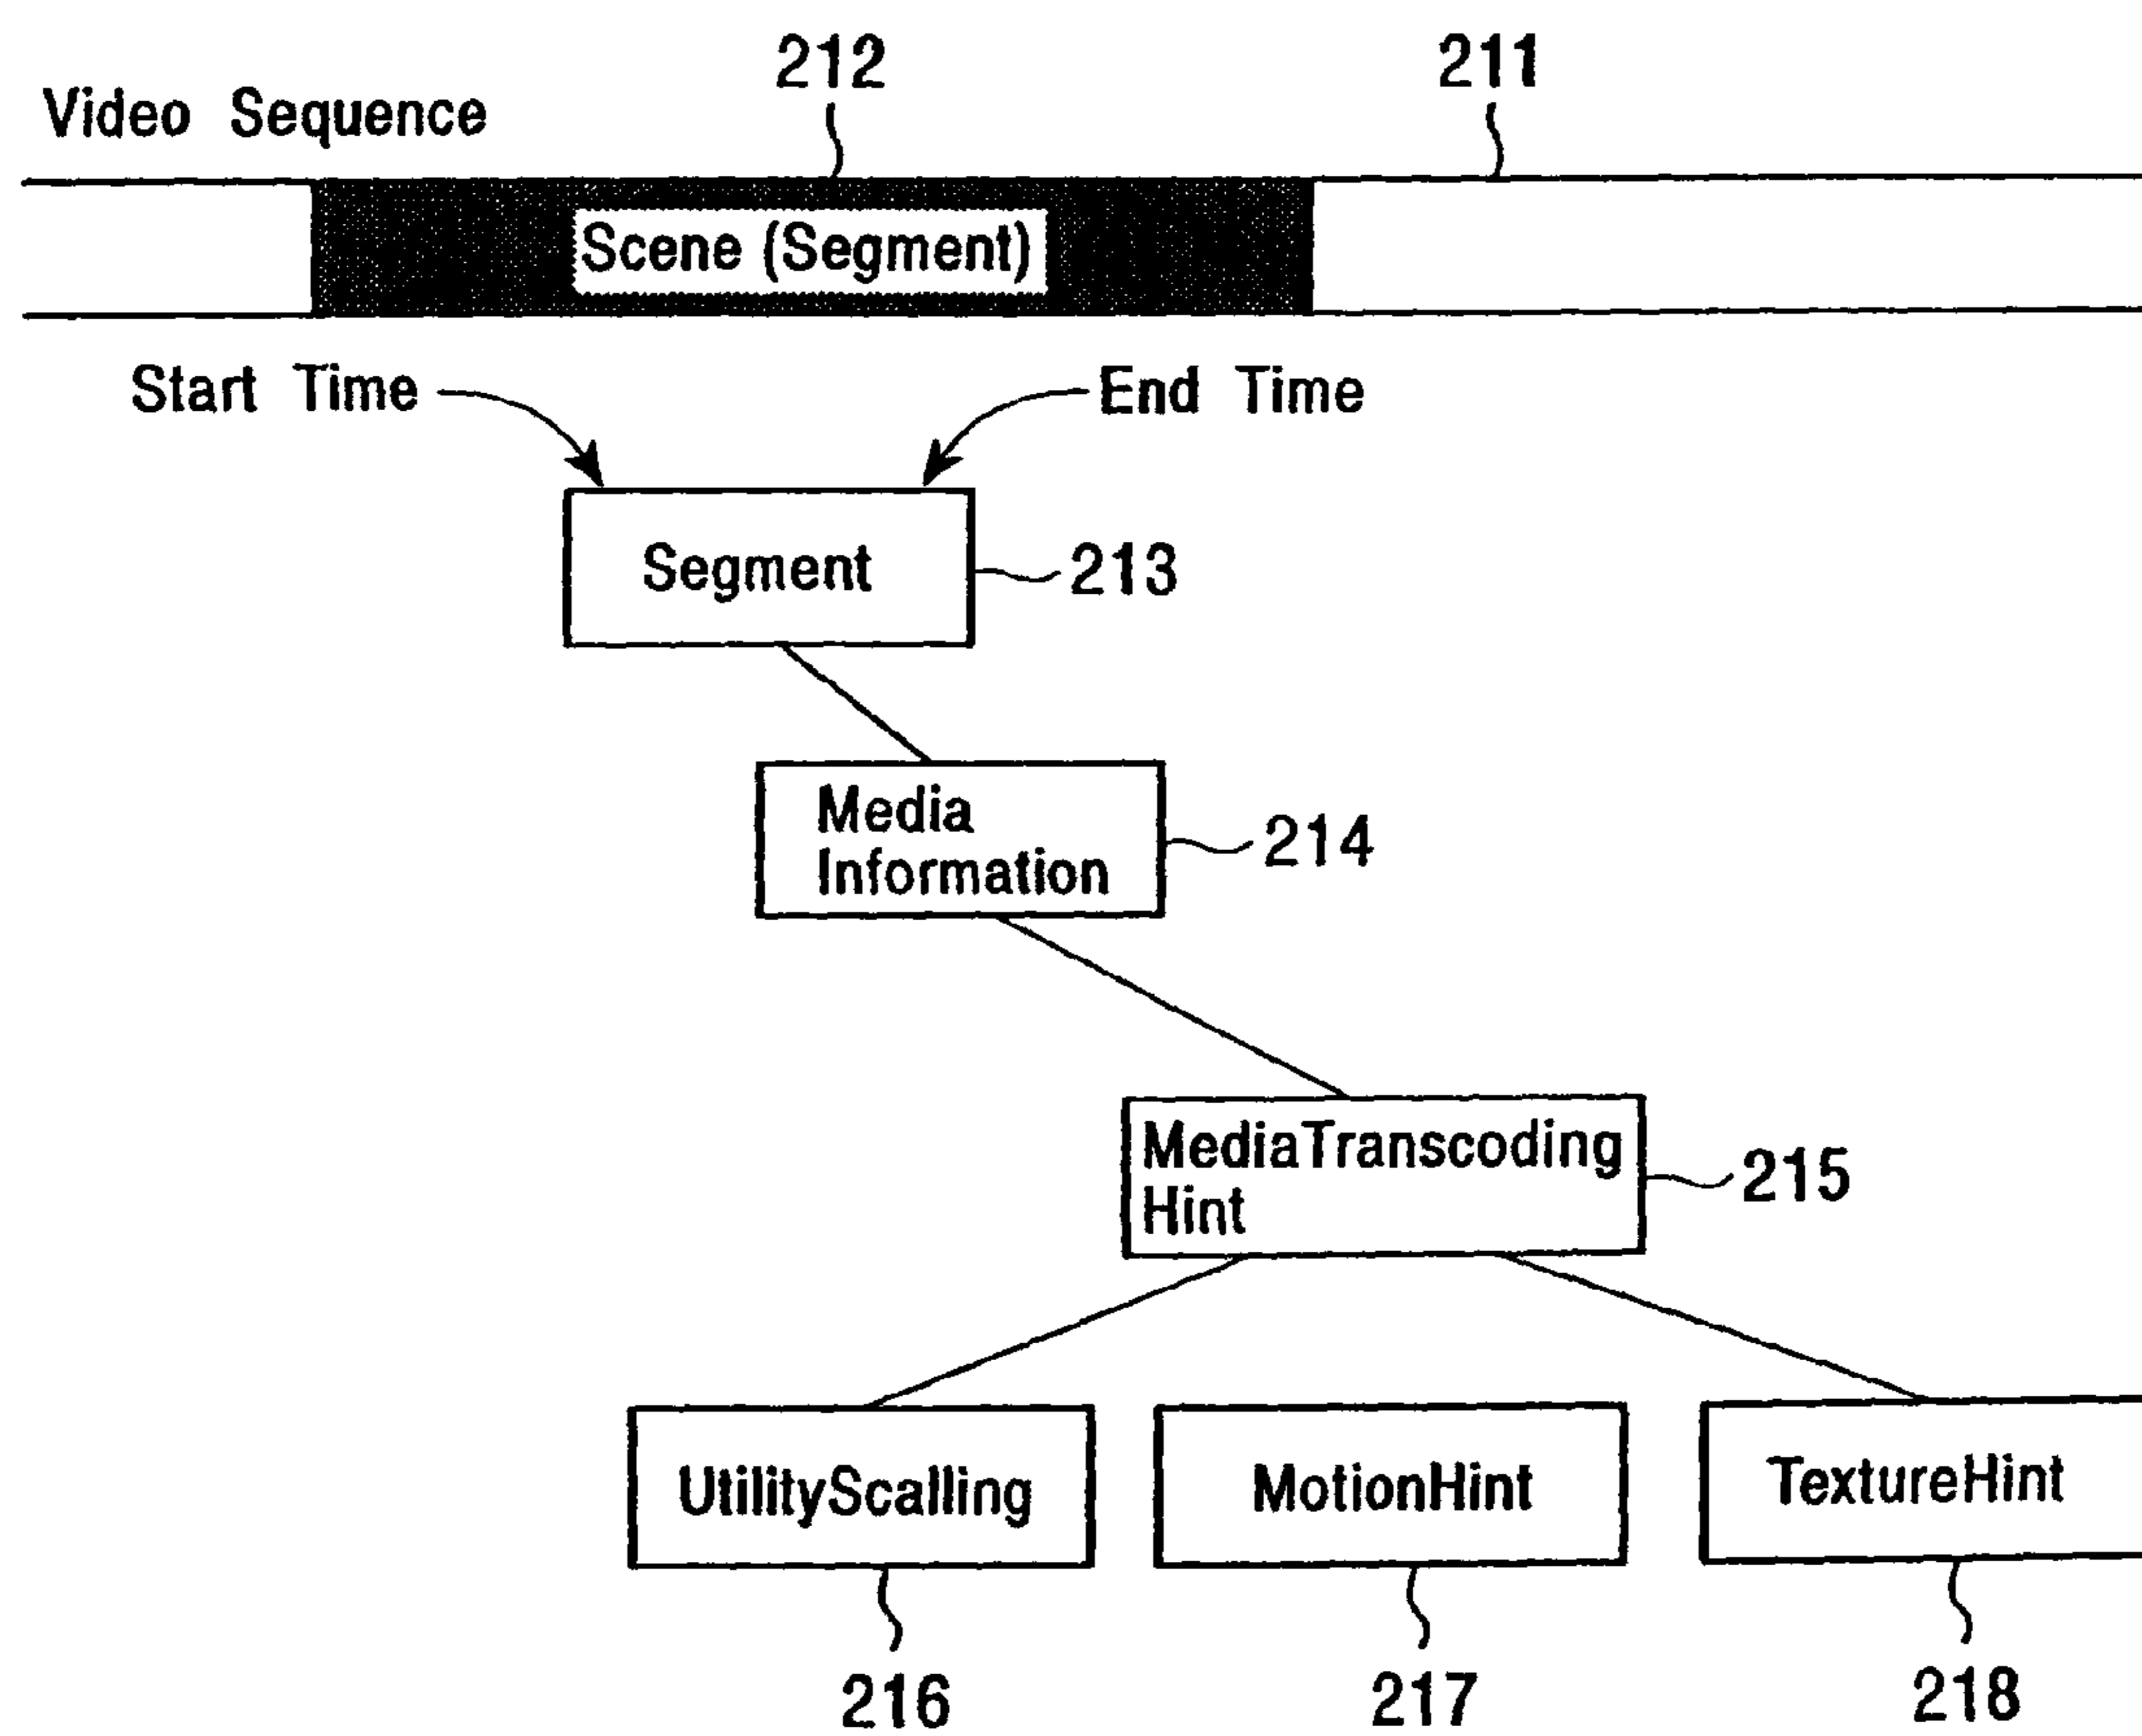 212
211
Video Sequence
Scene (Segment)
Start Time
End Time
Segment
213
Media
Information
214
MediaTranscoding
Hint
215
UtilityScalling
MotionHint
TextureHint
216
217
218